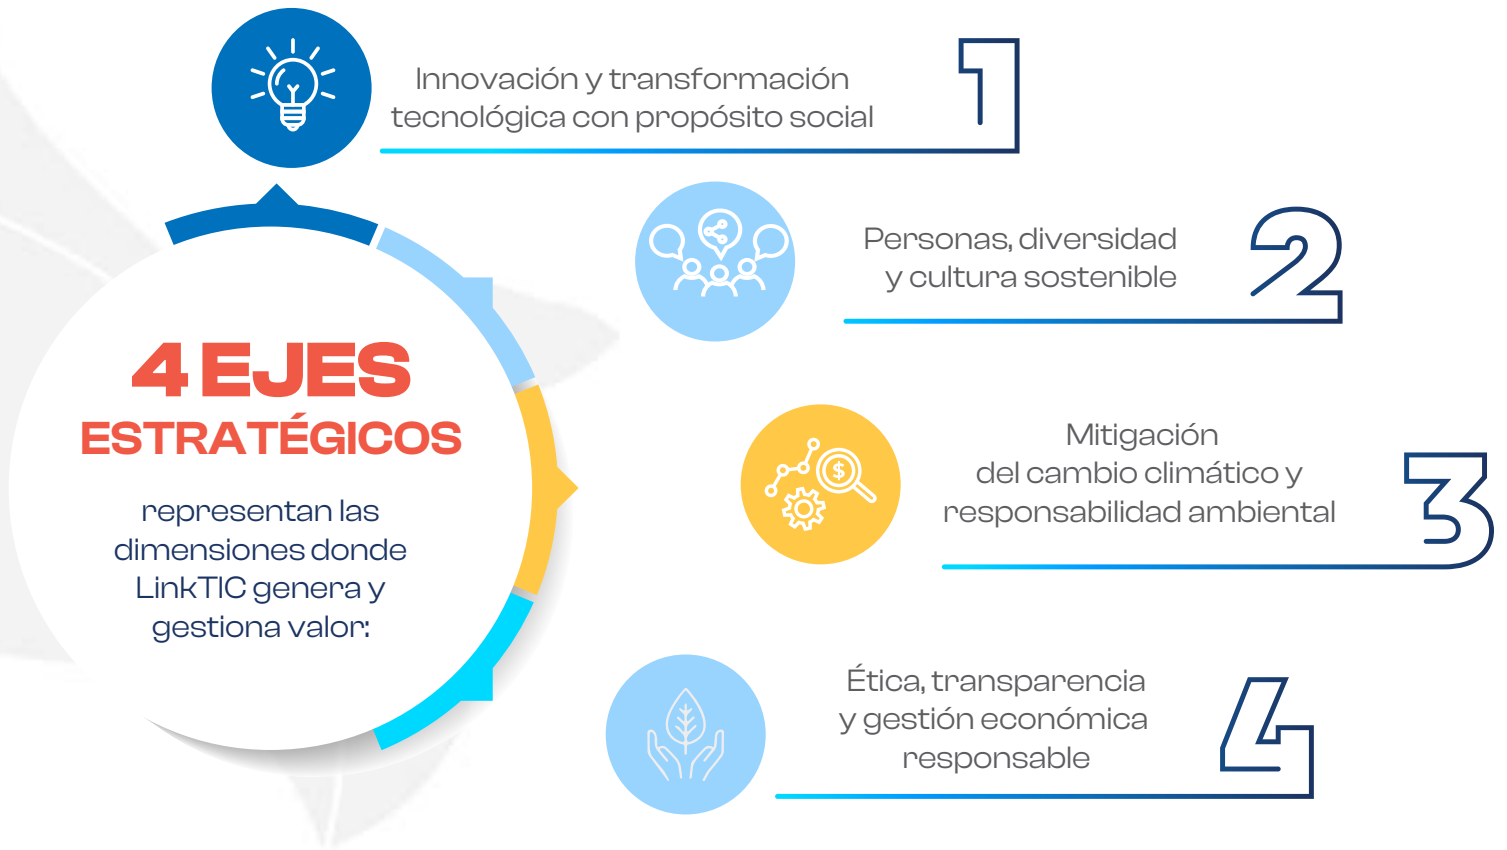 4 EJES
ESTRATÉGICOS
representan las
dimensiones donde
LinkTIC genera y
gestiona valor:
Innovación y transformación
tecnológica con propósito social
1
Personas, diversidad
y cultura sostenible
2
Mitigación
del cambio climático y
responsabilidad ambiental
3
$
Ética, transparencia
y gestión económica
responsable
4